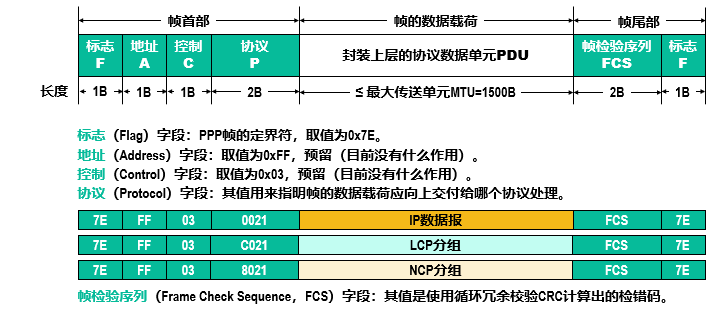 帧首部 帧的数据载荷 帧尾部
标志 地址 控制 协议 帧检验序列 标志
F A C P 封装上层的协议数据单元PDU FCS F
长度 1B 1B 1B 2B ≤ 最大传送单元MTU=1500B 2B 1B
标志（Flag）字段：PPP帧的定界符，取值为0x7E。
地址（Address）字段：取值为0xFF，预留（目前没有什么作用）。
控制（Control）字段：取值为0x03，预留（目前没有什么作用）。
协议（Protocol）字段：其值用来指明帧的数据载荷应向上交付给哪个协议处理。
7E FF 03 0021 IP数据报 FCS 7E
7E FF 03 C021 LCP分组 FCS 7E
7E FF 03 8021 NCP分组 FCS 7E
帧检验序列（Frame Check Sequence，FCS）字段：其值是使用循环冗余校验CRC计算出的检错码。